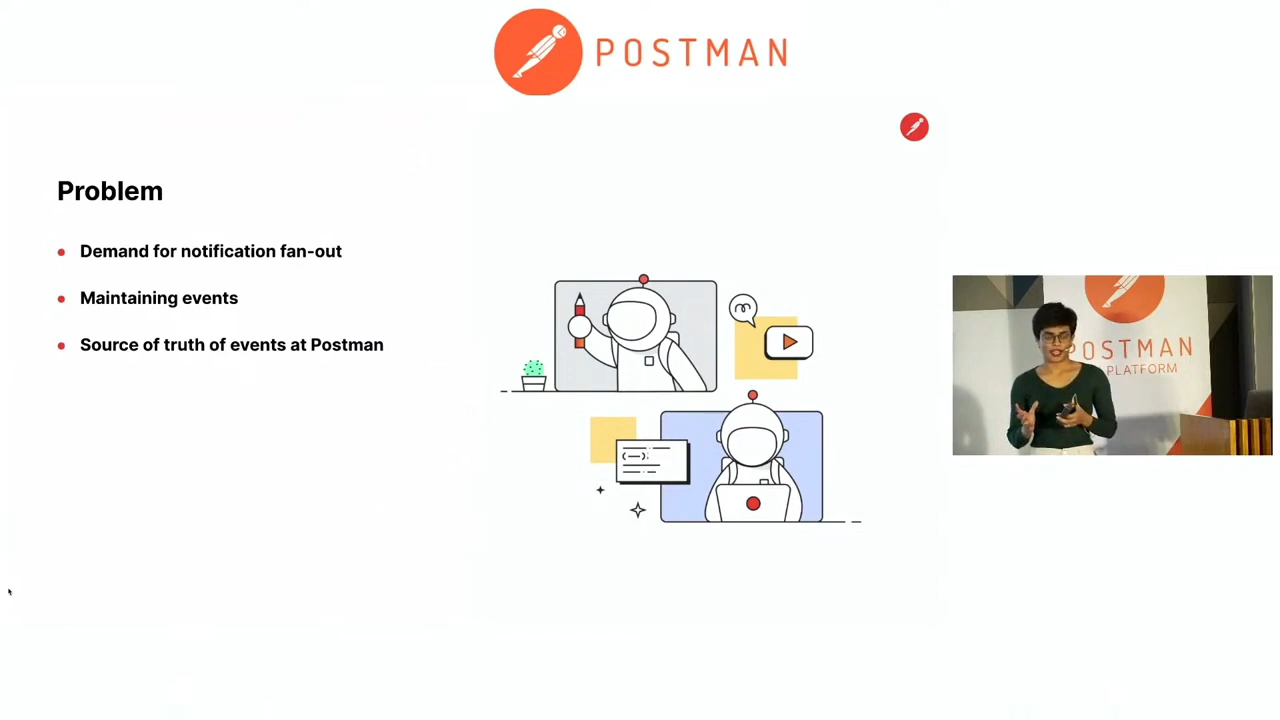 POSTMAN
Problem
Demand for notification fan-out
Maintaining events
Source of truth of events at Postman
{—};
POSTMAN
PLATFORM